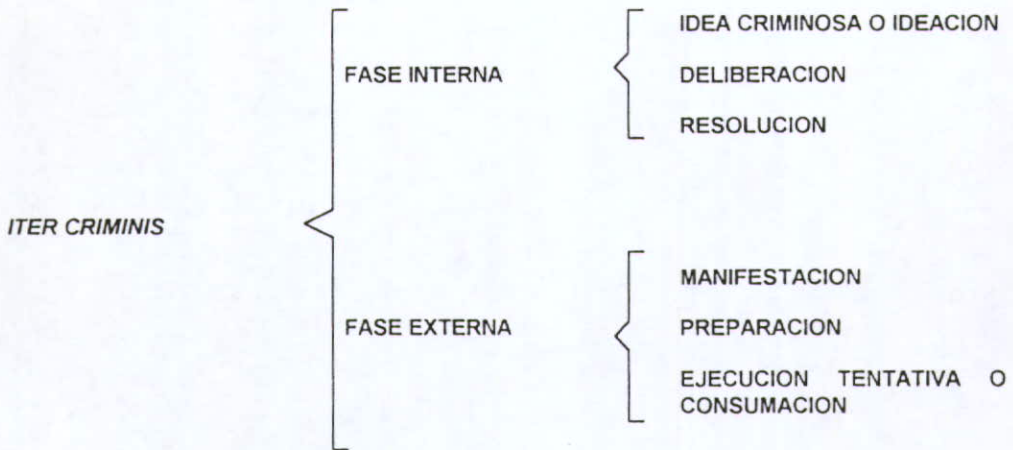 ITER CRIMINIS
FASE INTERNA
IDEA CRIMINOSA O IDEACION
DELIBERACION
RESOLUCION
FASE EXTERNA
MANIFESTACION
PREPARACION
EJECUCION TENTATIVA O
CONSUMACION